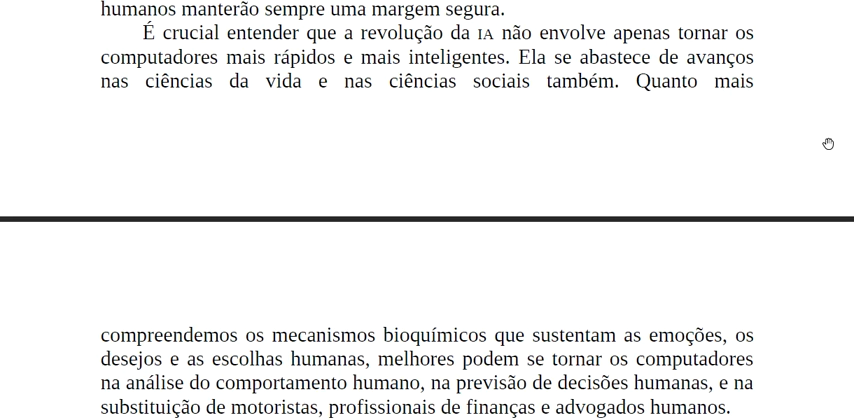 humanos manterão sempre uma margem segura.
É crucial entender que a revolução da IA não envolve apenas tornar os
computadores mais rápidos e mais inteligentes. Ela se abastece de avanços
nas ciências da vida e nas ciências sociais também. Quanto mais
compreendemos os mecanismos bioquímicos que sustentam as emoções, os
desejos e as escolhas humanas, melhores podem se tornar os computadores
na análise do comportamento humano, na previsão de decisões humanas, e na
substituição de motoristas, profissionais de finanças e advogados humanos.